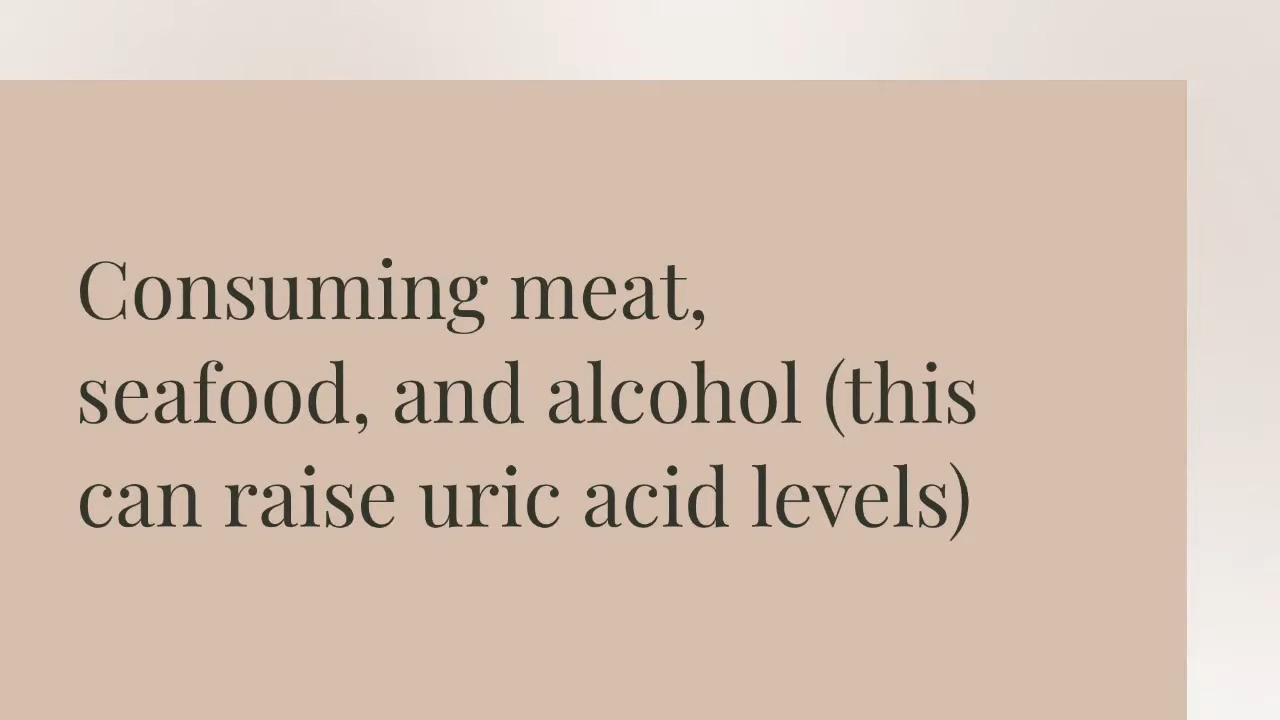 Consuming meat,
seafood, and alcohol (this
can raise uric acid levels)